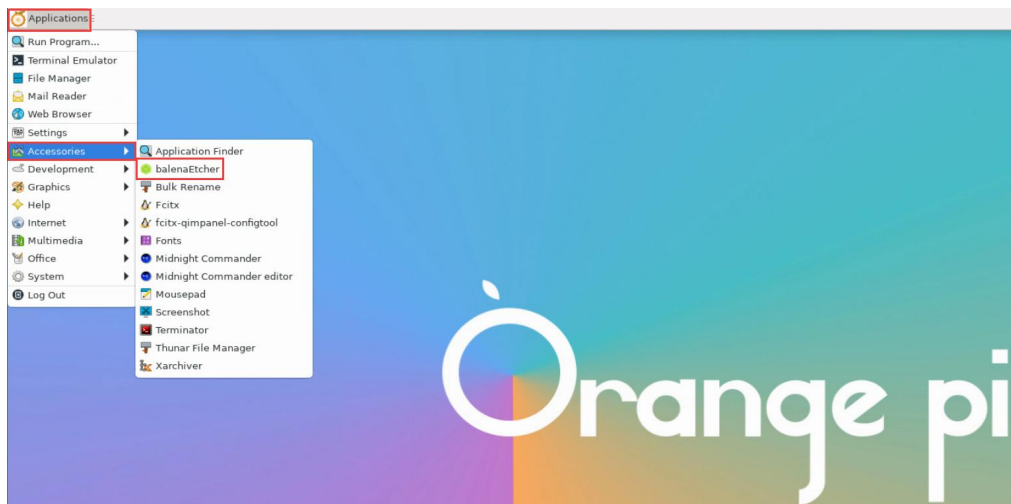 Applications
Run Program...
Terminal Emulator
File Manager
Mail Reader
Web Browser
Settings
Accessories
Development
Graphics
Help
Internet
Multimedia
Office
System
Log Out
Application Finder
balenaEtcher
Bulk Rename
Fcitx
fcitx-qimpanel-configtool
Fonts
Midnight Commander
Midnight Commander editor
Mousepad
Screenshot
Terminator
Thunar File Manager
Xarchiver
Orange pi